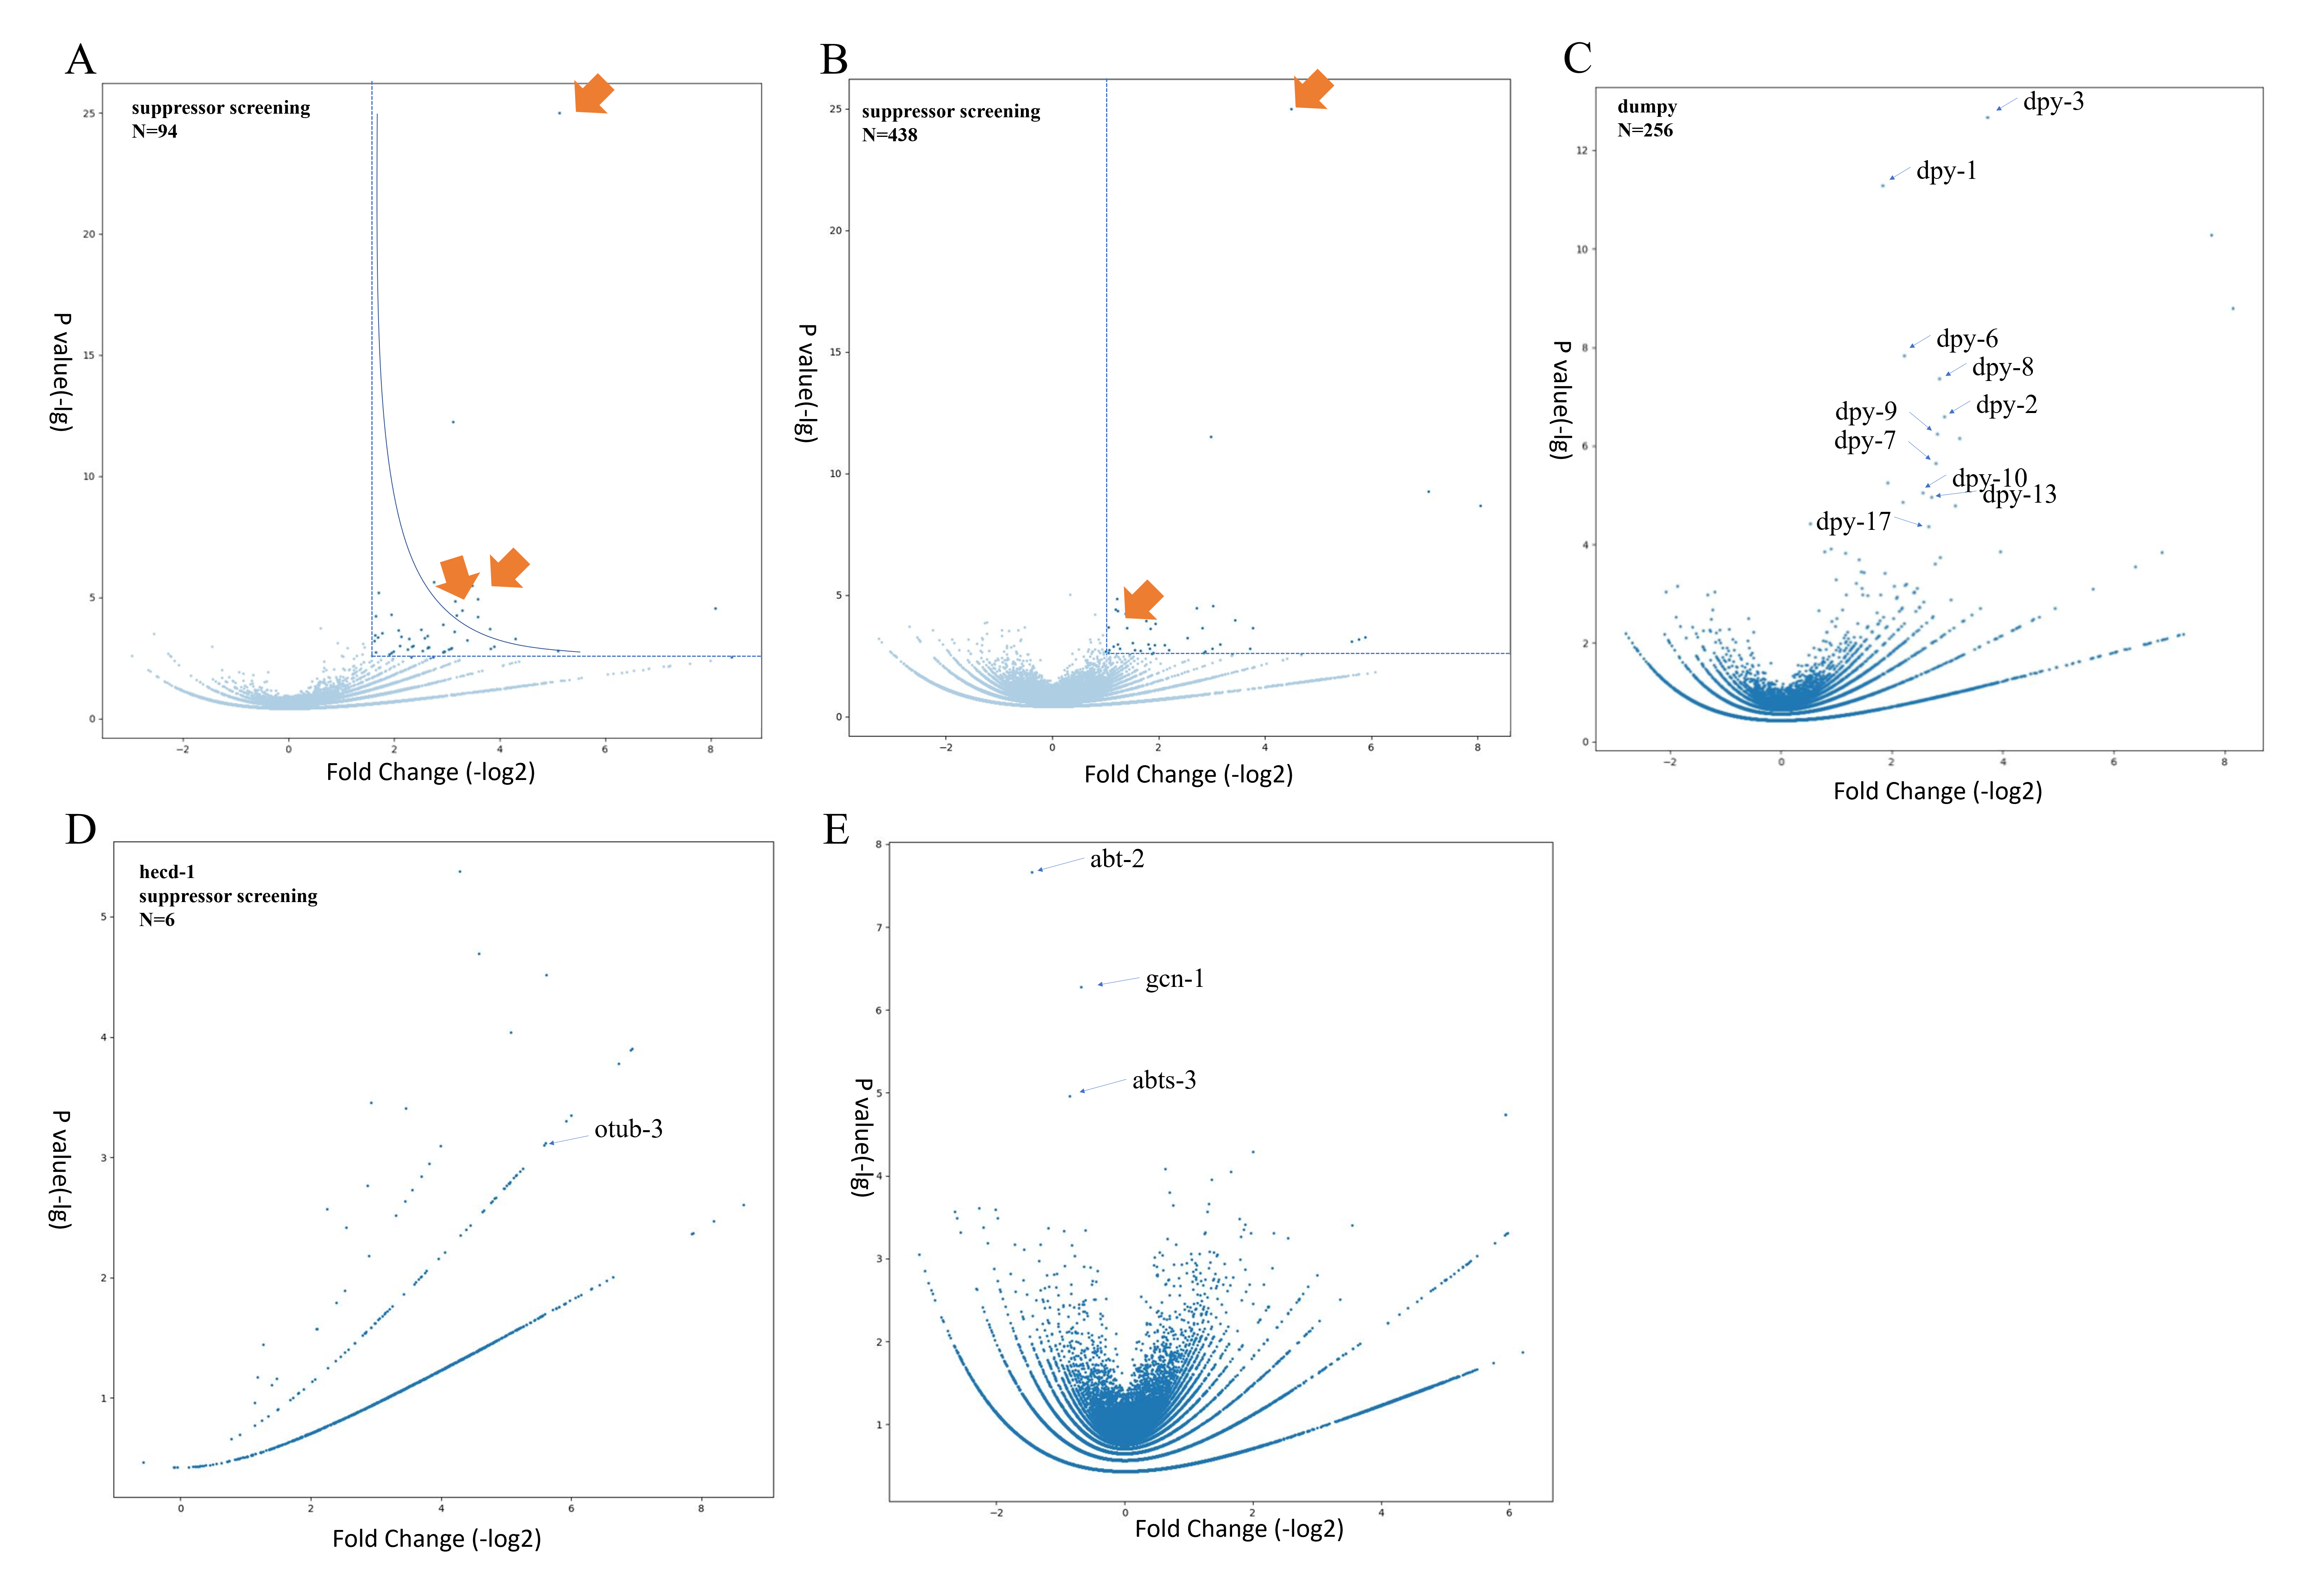 A
suppressor screening
N=94
25
20
15
10
5
0
P value(-lg)
−2 0 2 4 6 8
Fold Change (-log2)
B
suppressor screening
N=438
25
20
15
10
5
0
P value(-lg)
−2 0 2 4 6 8
Fold Change (-log2)
C
dumpy
N=256
dpy-3
dpy-1
dpy-6
dpy-8
dpy-2
dpy-9
dpy-7
dpy-10
dpy-13
dpy-17
12
10
8
6
4
2
0
P value(-lg)
−2 0 2 4 6 8
Fold Change (-log2)
D
hecd-1
suppressor screening
N=6
otub-3
5
4
3
2
1
P value(-lg)
0 2 4 6 8
Fold Change (-log2)
E
abt-2
gcn-1
abts-3
8
7
6
5
4
3
2
1
P value(-lg)
−2 0 2 4 6
Fold Change (-log2)